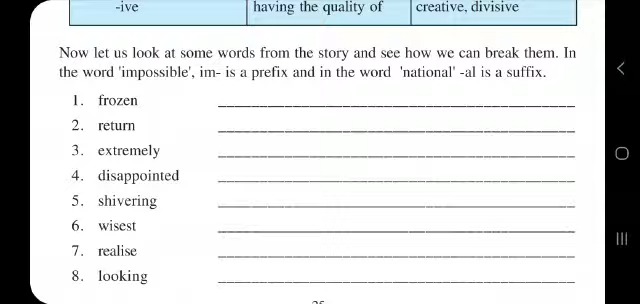 -ive having the quality of creative, divisive
Now let us look at some words from the story and see how we can break them. In
the word 'impossible', im- is a prefix and in the word 'national' -al is a suffix.
1. frozen
2. return
3. extremely
4. disappointed
5. shivering
6. wisest
7. realise
8. looking